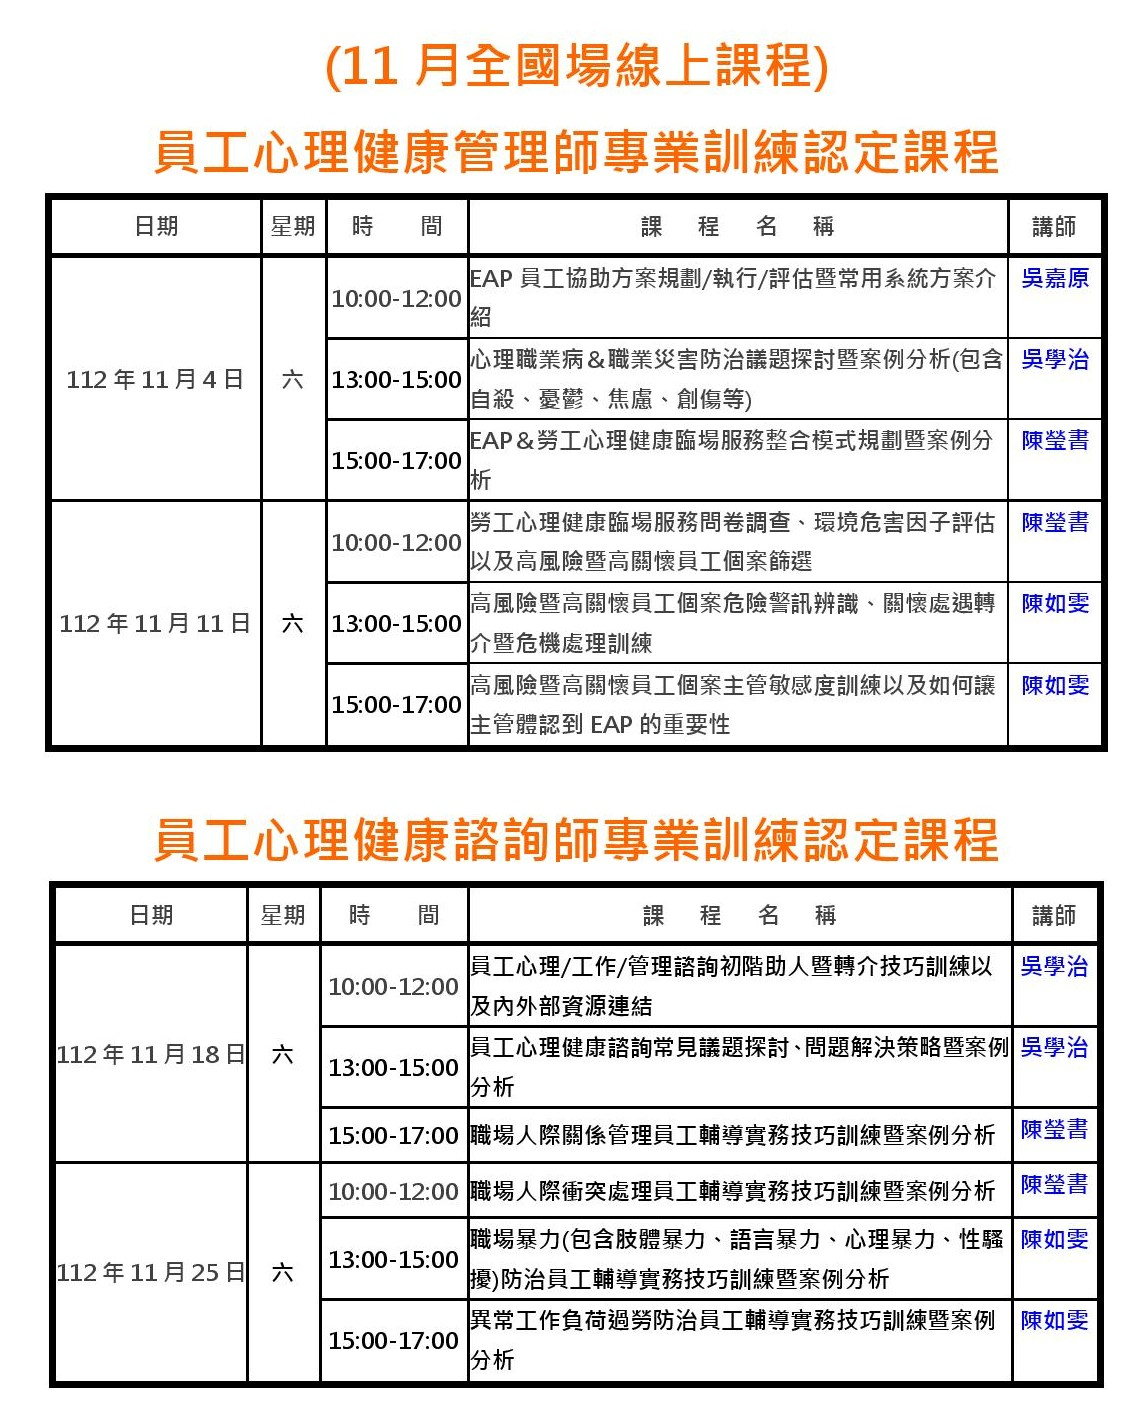 (11 月全國場線上課程)
員工心理健康管理師專業訓練認定課程
日期 星期 時 間 課 程 名 稱 講師
112 年 11 月 4 日 六 10:00-12:00 EAP 員工協助方案規劃/執行/評估暨常用系統方案介 吳嘉原
紹
13:00-15:00 心理職業病＆職業災害防治議題探討暨案例分析(包含 吳學治
自殺、憂鬱、焦慮、創傷等)
15:00-17:00 EAP＆勞工心理健康臨場服務整合模式規劃暨案例分 陳瑩書
析
112 年 11 月 11 日 六 10:00-12:00 勞工心理健康臨場服務問卷調查、環境危害因子評估 陳瑩書
以及高風險暨高關懷員工個案篩選
13:00-15:00 高風險暨高關懷員工個案危險警訊辨識、關懷處遇轉 陳如雯
介暨危機處理訓練
15:00-17:00 高風險暨高關懷員工個案主管敏感度訓練以及如何讓 陳如雯
主管體認到 EAP 的重要性
員工心理健康諮詢師專業訓練認定課程
日期 星期 時 間 課 程 名 稱 講師
112 年 11 月 18 日 六 10:00-12:00 員工心理/工作/管理諮詢初階助人暨轉介技巧訓練以 吳學治
及內外部資源連結
13:00-15:00 員工心理健康諮詢常見議題探討、問題解決策略暨案例 吳學治
分析
15:00-17:00 職場人際關係管理員工輔導實務技巧訓練暨案例分析 陳瑩書
112 年 11 月 25 日 六 10:00-12:00 職場人際衝突處理員工輔導實務技巧訓練暨案例分析 陳瑩書
13:00-15:00 職場暴力(包含肢體暴力、語言暴力、心理暴力、性騷 陳如雯
擾)防治員工輔導實務技巧訓練暨案例分析
15:00-17:00 異常工作負荷過勞防治員工輔導實務技巧訓練暨案例 陳如雯
分析